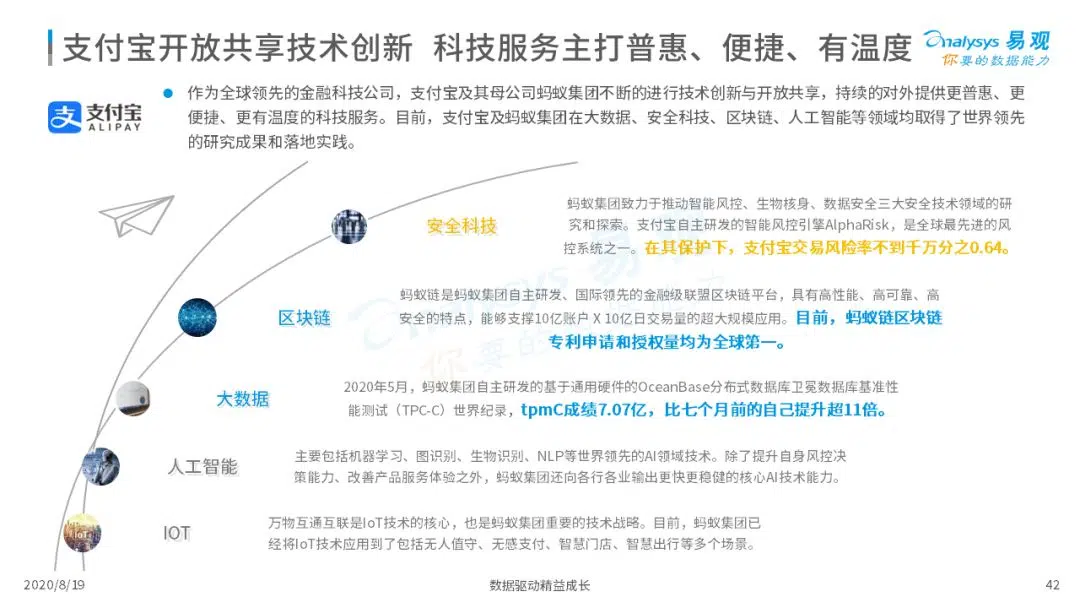 支付宝开放共享技术创新 科技服务主打普惠、便捷、有温度
analysys 易观
你要的数据能力
支付宝
ALIPAY
作为全球领先的金融科技公司，支付宝及其母公司蚂蚁集团不断的进行技术创新与开放共享，持续的对外提供更普惠、更
便捷、更有温度的科技服务。目前，支付宝及蚂蚁集团在大数据、安全科技、区块链、人工智能等领域均取得了世界领先
的研究成果和落地实践。
安全科技
蚂蚁集团致力于推动智能风控、生物核身、数据安全三大安全技术领域的研
究和探索。支付宝自主研发的智能风控引擎AlphaRisk，是全球最先进的风
控系统之一。在其保护下，支付宝交易风险率不到千万分之0.64。
区块链
蚂蚁链是蚂蚁集团自主研发、国际领先的金融级联盟区块链平台，具有高性能、高可靠、高
安全的特点，能够支撑10亿账户 X 10亿日交易量的超大规模应用。目前，蚂蚁链区块链
专利申请和授权量均为全球第一。
大数据
2020年5月，蚂蚁集团自主研发的基于通用硬件的OceanBase分布式数据库卫冕数据库基准性
能测试（TPC-C）世界纪录，tpmC成绩7.07亿，比七个月前的自己提升超11倍。
人工智能
主要包括机器学习、图识别、生物识别、NLP等世界领先的AI领域技术。除了提升自身风控决
策能力、改善产品服务体验之外，蚂蚁集团还向各行各业输出更快更稳健的核心AI技术能力。
IoT
IOT
万物互通互联是IoT技术的核心，也是蚂蚁集团重要的技术战略。目前，蚂蚁集团已
经将IoT技术应用到了包括无人值守、无感支付、智慧门店、智慧出行等多个场景。
analysys 易观
你要的数据能力
2020/8/19
数据驱动精益成长
42